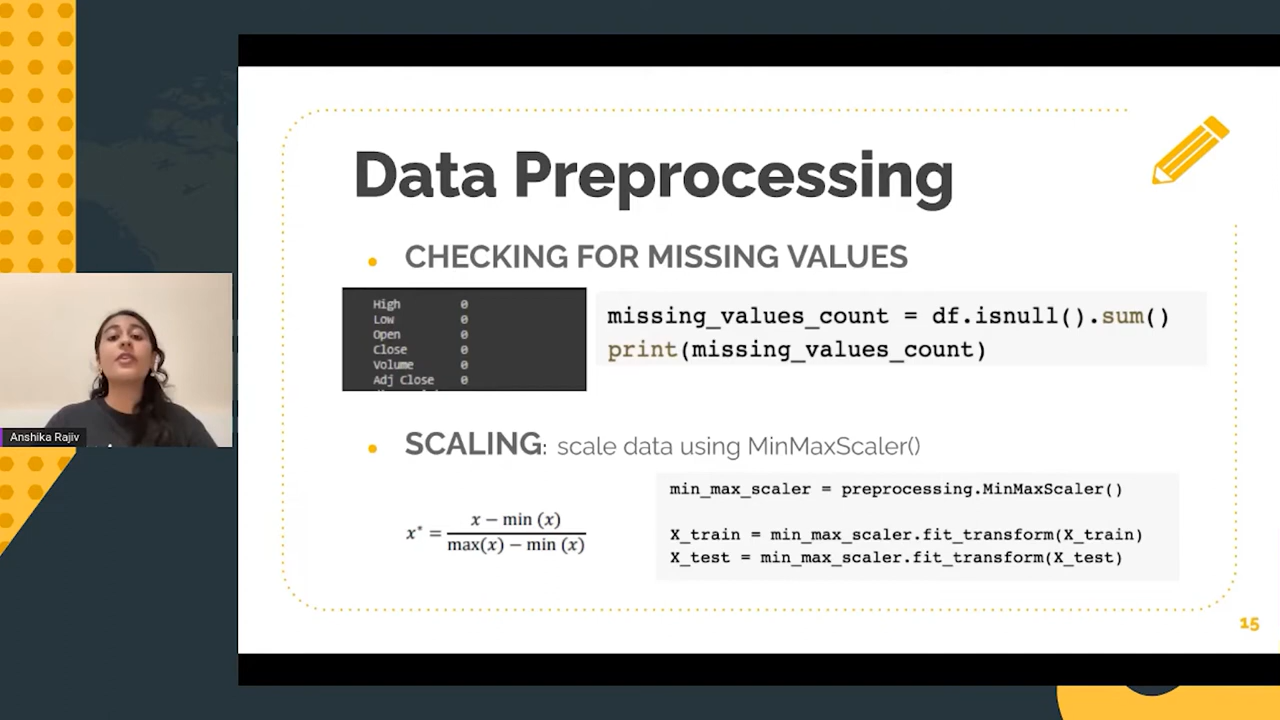 Data Preprocessing
• CHECKING FOR MISSING VALUES
High 0
Low 0
Open 0
Close 0
Volume 0
Adj Close 0
missing_values_count = df.isnull().sum()
print(missing_values_count)
• SCALING: scale data using MinMaxScaler()
x* = x − min (x) / max(x) − min (x)
min_max_scaler = preprocessing.MinMaxScaler()
X_train = min_max_scaler.fit_transform(X_train)
X_test = min_max_scaler.fit_transform(X_test)
15
Anshika Rajiv